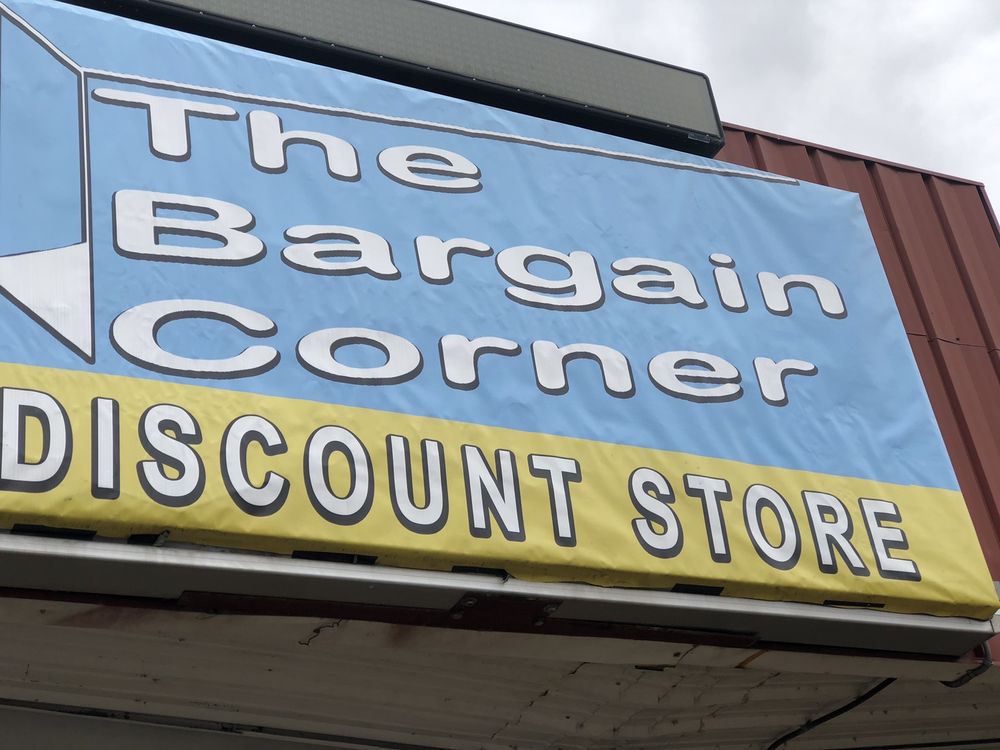 The
Bargain
Corner
DISCOUNT STORE